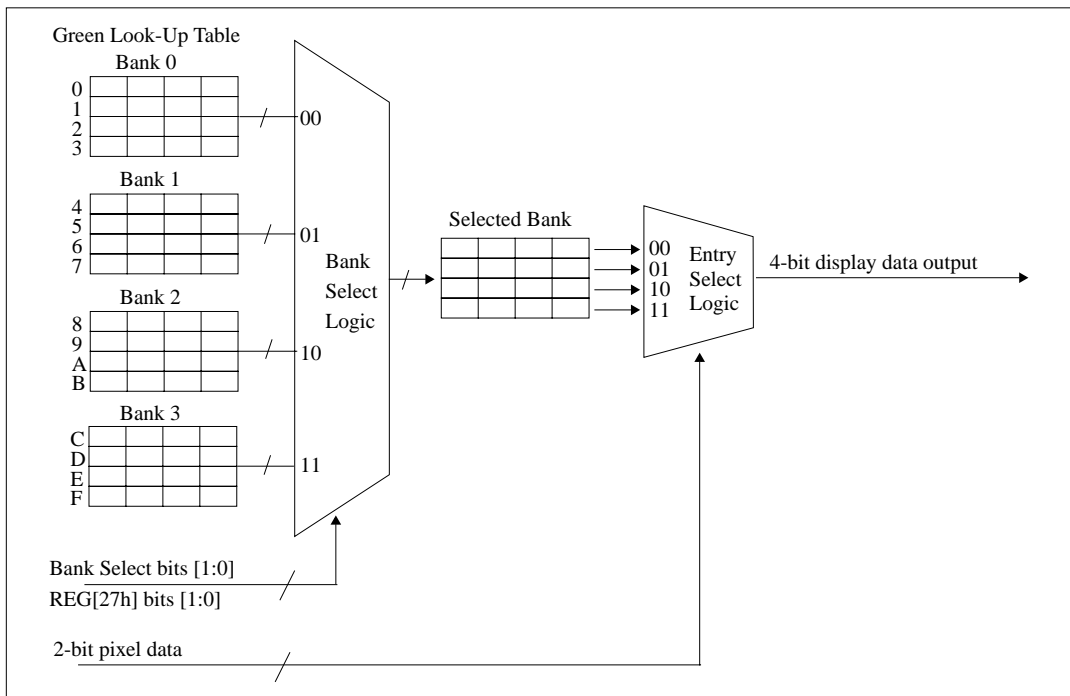 Green Look-Up Table
Bank 0
0
1
2
3
00
Bank 1
4
5
6
7
01
Bank 2
8
9
A
B
10
Bank 3
C
D
E
F
11
Bank
Select
Logic
Selected Bank
00
01
10
11
Entry
Select
Logic
4-bit display data output
Bank Select bits [1:0]
REG[27h] bits [1:0]
2-bit pixel data